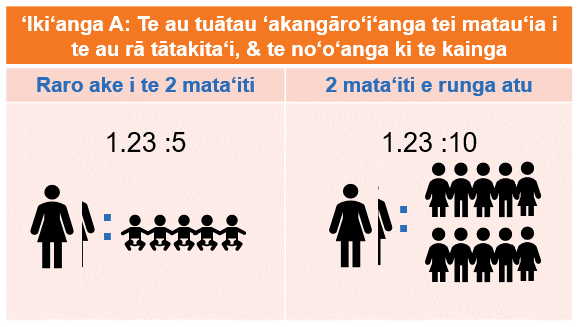 ʻIkiʻanga A: Te au tuātau ʻakangāroʻiʻanga tei matauʻia i
te au rā tātakitaʻi, & te noʻoʻanga ki te kainga
Raro ake i te 2 mataʻiti
2 mataʻiti e runga atu
1.23 :5
1.23 :10